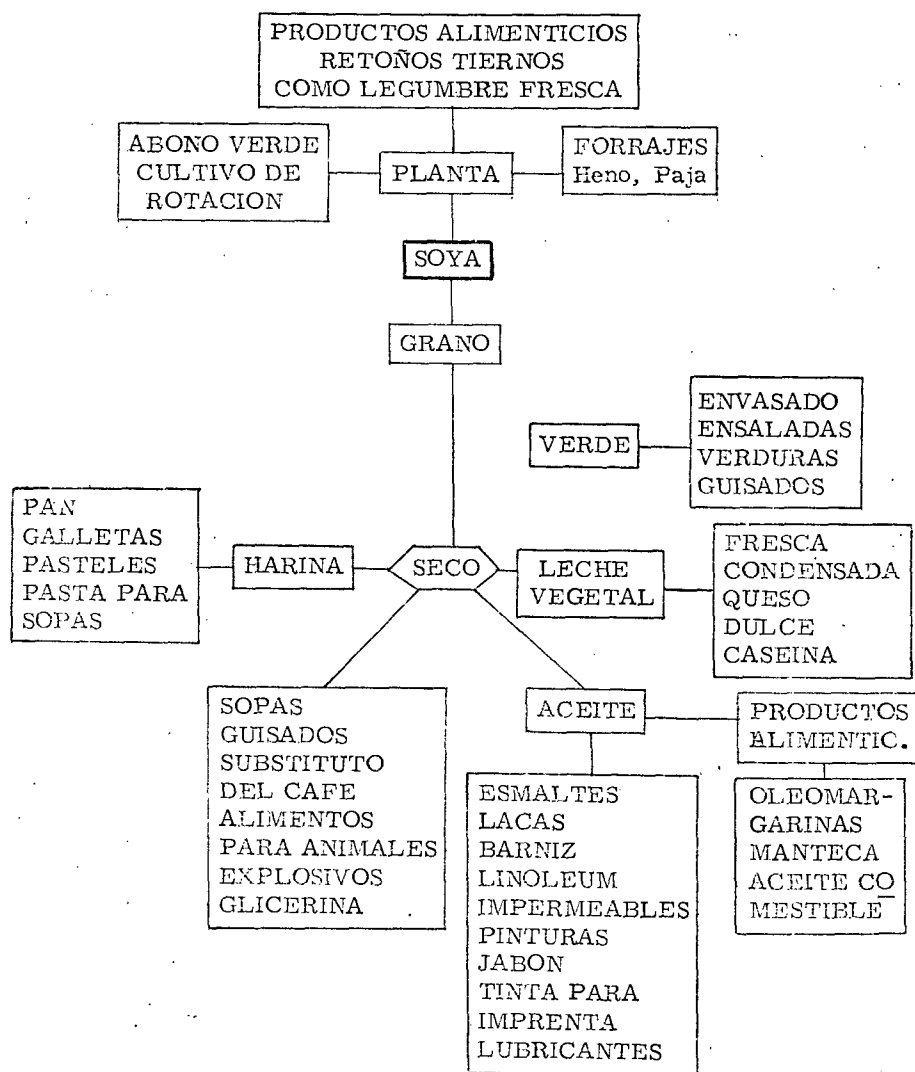 PRODUCTOS ALIMENTICIOS
RETOÑOS TIERNOS
COMO LEGUMBRE FRESCA
ABONO VERDE
CULTIVO DE
ROTACION
PLANTA
FORRAJES
Heno, Paja
SOYA
GRANO
VERDE
ENVASADO
ENSALADAS
VERDURAS
GUISADOS
PAN
GALLETAS
PASTELES
PASTA PARA
SOPAS
HARINA
SECO
LECHE
VEGETAL
FRESCA
CONDENSADA
QUESO
DULCE
CASEINA
SOPAS
GUISADOS
SUBSTITUTO
DEL CAFE
ALIMENTOS
PARA ANIMALES
EXPLOSIVOS
GLICERINA
ACEITE
PRODUCTOS
ALIMENTIC.
ESMALTES
LACAS
BARNIZ
LINOLEUM
IMPERMEABLES
PINTURAS
JABON
TINTA PARA
IMPRENTA
LUBRICANTES
OLEOMAR-
GARINAS
MANTECA
ACEITE CO
MESTIBLE